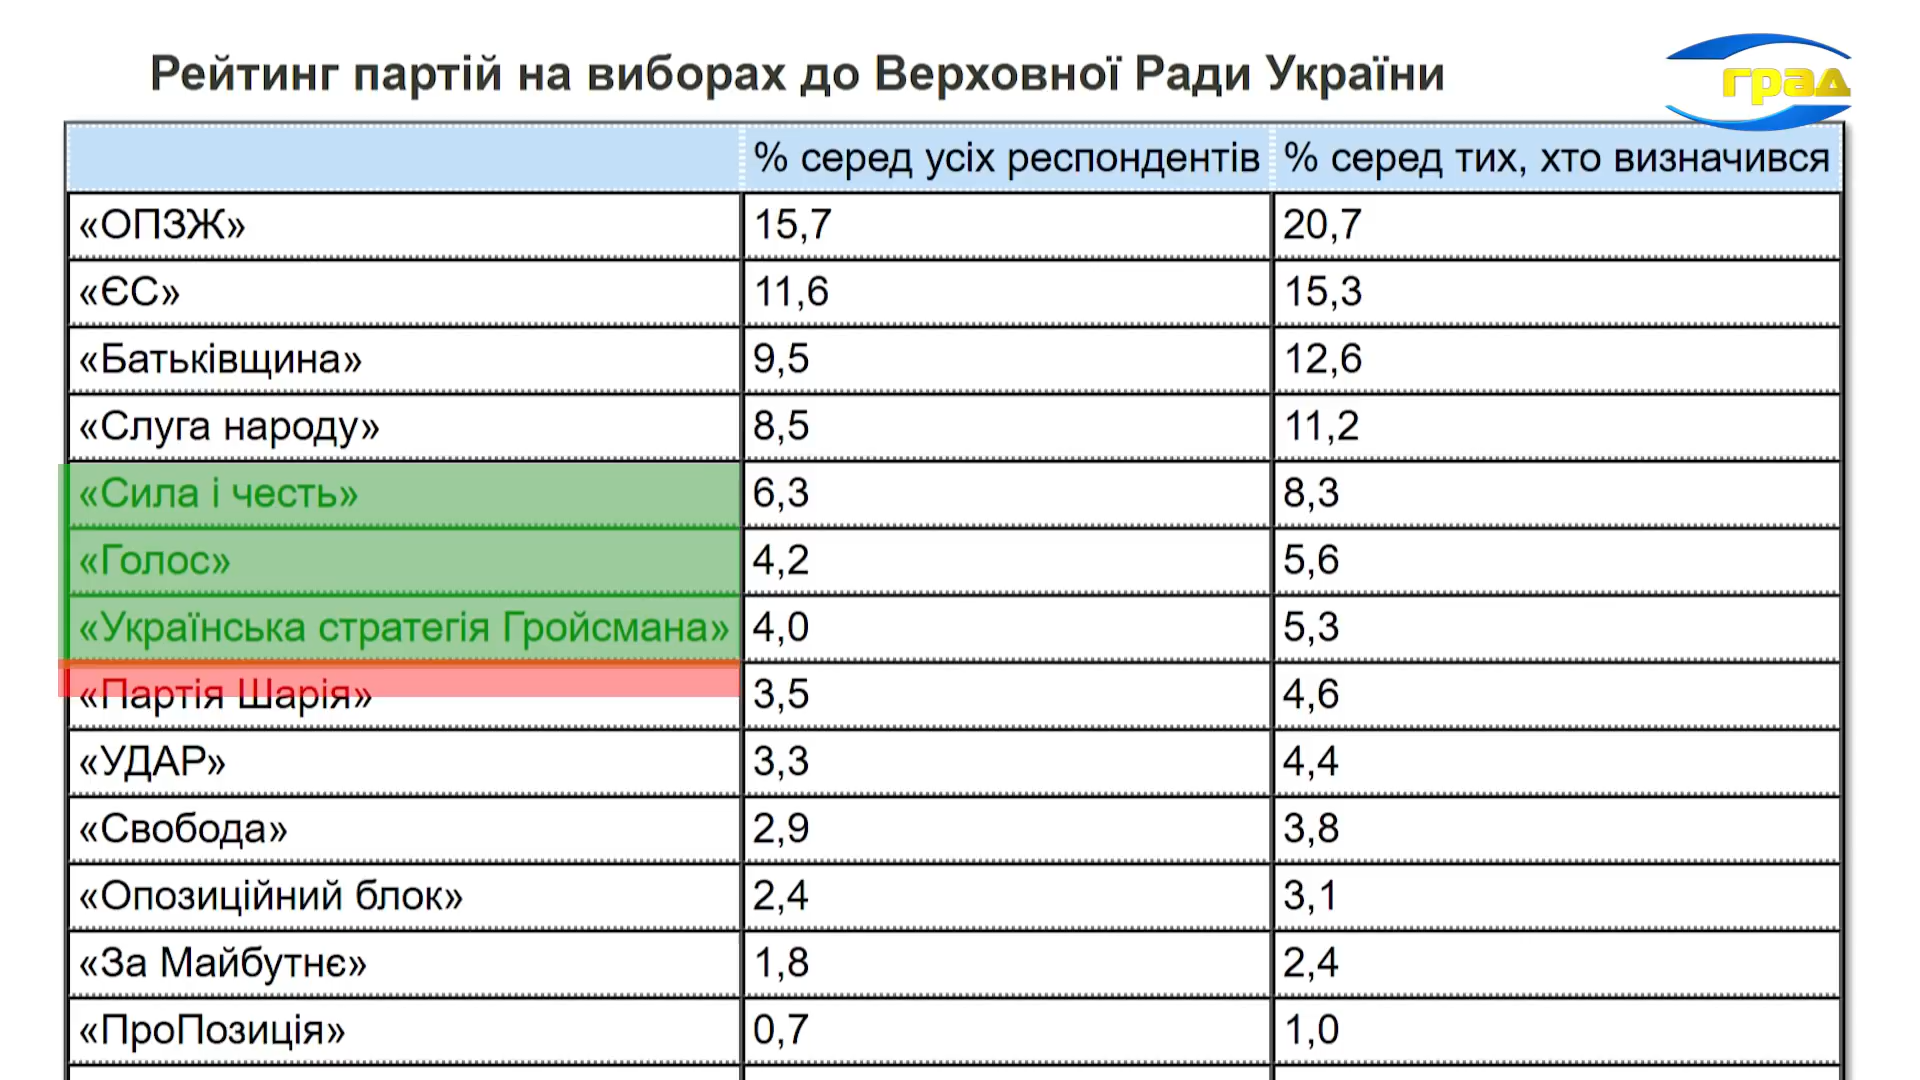 Рейтинг партій на виборах до Верховної Ради України
град
% серед усіх респондентів % серед тих, хто визначився
«ОПЗЖ» 15,7 20,7
«ЄС» 11,6 15,3
«Батьківщина» 9,5 12,6
«Слуга народу» 8,5 11,2
«Сила і честь» 6,3 8,3
«Голос» 4,2 5,6
«Українська стратегія Гройсмана» 4,0 5,3
«Партія Шарія» 3,5 4,6
«УДАР» 3,3 4,4
«Свобода» 2,9 3,8
«Опозиційний блок» 2,4 3,1
«За Майбутнє» 1,8 2,4
«ПроПозиція» 0,7 1,0